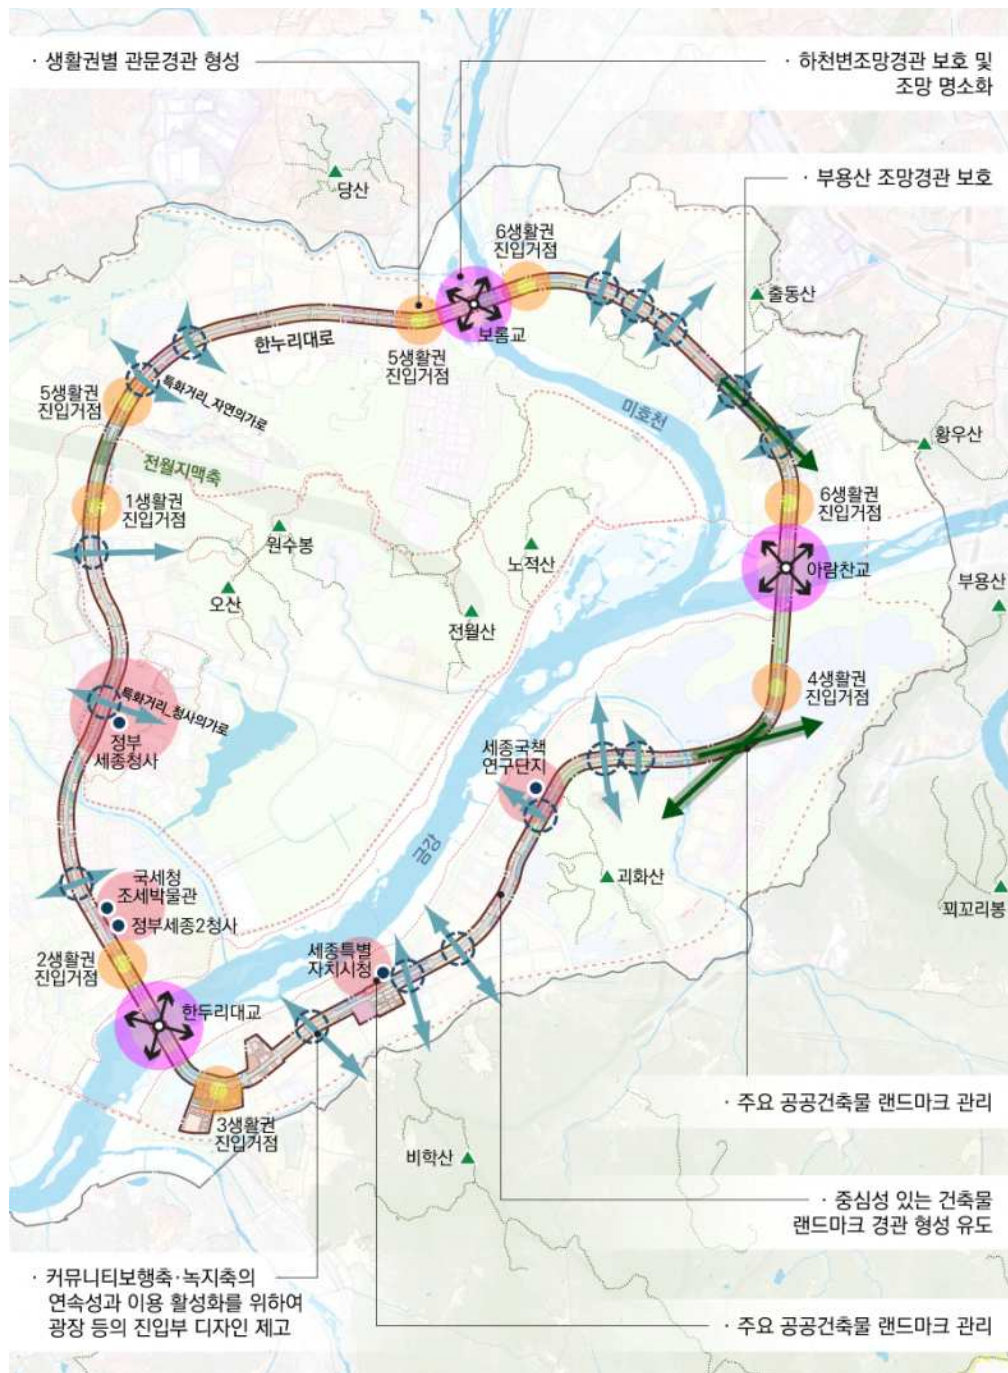 · 생활권별 관문경관 형성
· 하천변조망경관 보호 및
조망 명소화
· 부용산 조망경관 보호
당산
6생활권
진입거점
출동산
한누리대로
보롬교
5생활권
진입거점
5생활권
진입거점
특화거리_자연의가로
미호천
황우산
전월지맥축
1생활권
진입거점
6생활권
진입거점
원수봉
노적산
아람찬교
오산
전월산
부용산
4생활권
진입거점
특화거리_청사의가로
정부
세종청사
세종국책
연구단지
금강
괴화산
꾀꼬리봉
국세청
조세박물관
정부세종2청사
2생활권
진입거점
세종특별
자치시청
한두리대교
3생활권
진입거점
· 주요 공공건축물 랜드마크 관리
비학산
· 중심성 있는 건축물
랜드마크 경관 형성 유도
· 커뮤니티보행축·녹지축의
연속성과 이용 활성화를 위하여
광장 등의 진입부 디자인 제고
· 주요 공공건축물 랜드마크 관리